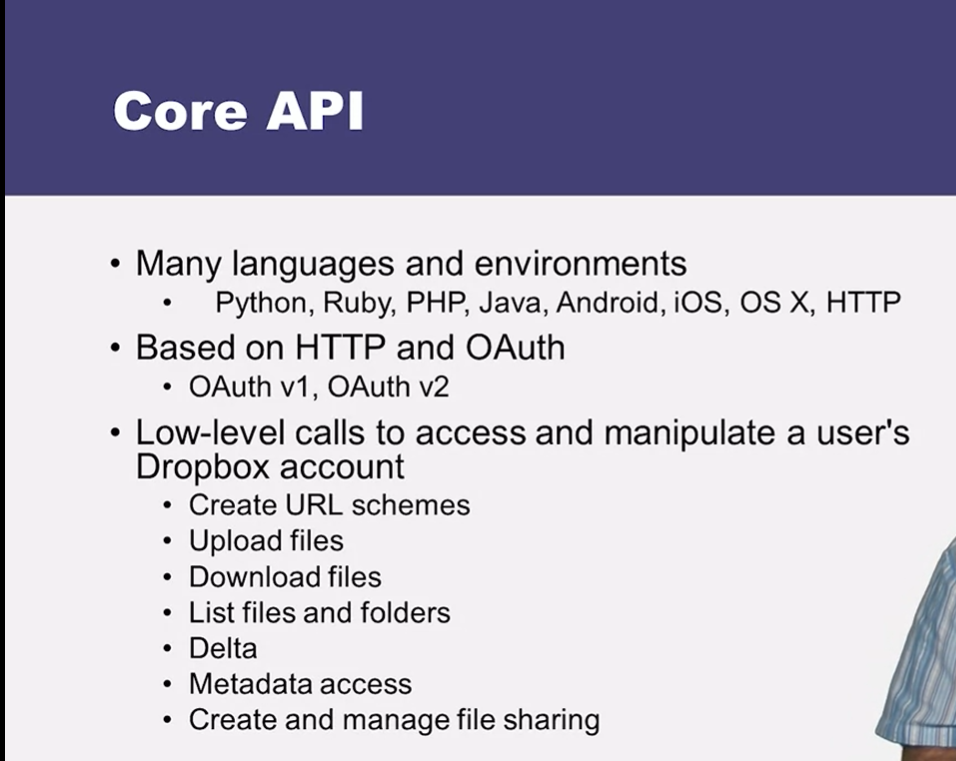 Core API
• Many languages and environments
• Python, Ruby, PHP, Java, Android, iOS, OS X, HTTP
• Based on HTTP and OAuth
• OAuth v1, OAuth v2
• Low-level calls to access and manipulate a user's
Dropbox account
• Create URL schemes
• Upload files
• Download files
• List files and folders
• Delta
• Metadata access
• Create and manage file sharing